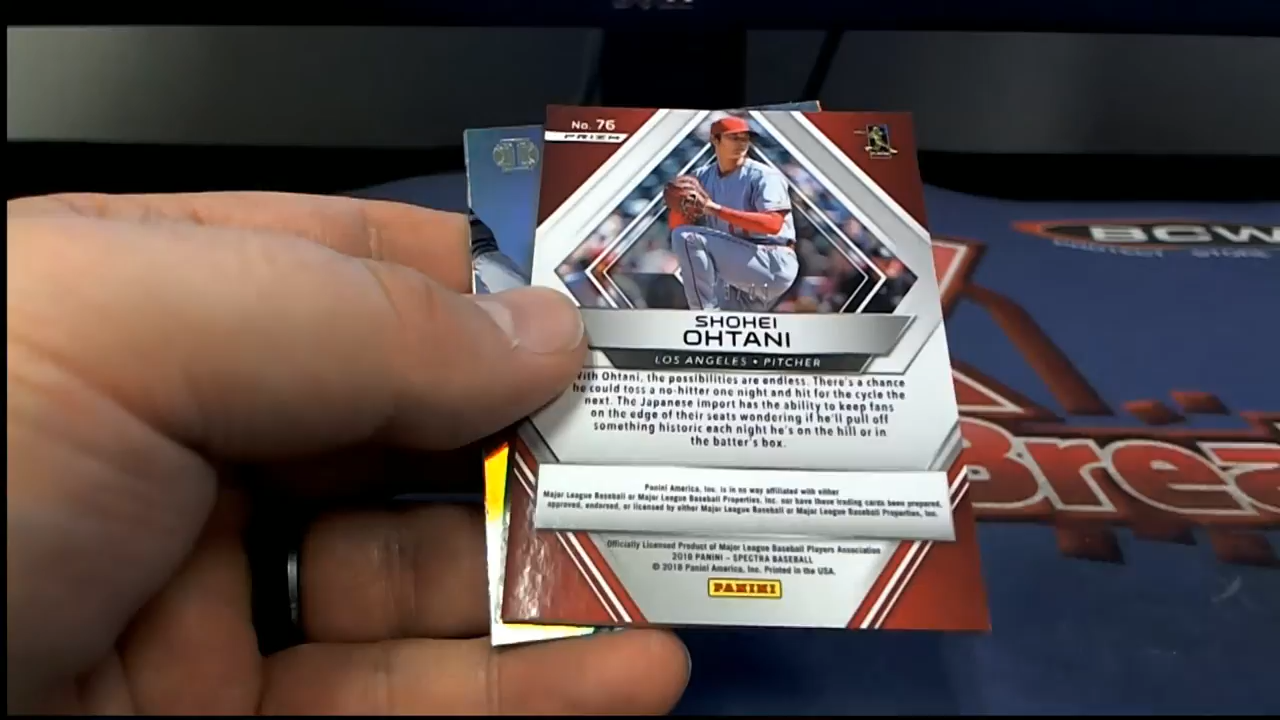 No. 76
PRIZM
SHOHEI
OHTANI
LOS ANGELES • PITCHER
With Ohtani, the possibilities are endless. There's a chance
he could toss a no-hitter one night and hit for the cycle the
next. The Japanese import has the ability to keep fans
on the edge of their seats wondering if he'll pull off
something historic each night he's on the hill or in
the batter's box.
Panini America, Inc. is in no way affiliated with either
Major League Baseball or Major League Baseball Properties, Inc. nor have these trading cards been prepared,
approved, endorsed, or licensed by either Major League Baseball or Major League Baseball Properties, Inc.
Officially Licensed Product of Major League Baseball Players Association
2018 PANINI – SPECTRA BASEBALL
© 2018 Panini America, Inc. Printed in the USA.
PANINI
BCW
PROTECT STORE
Brea